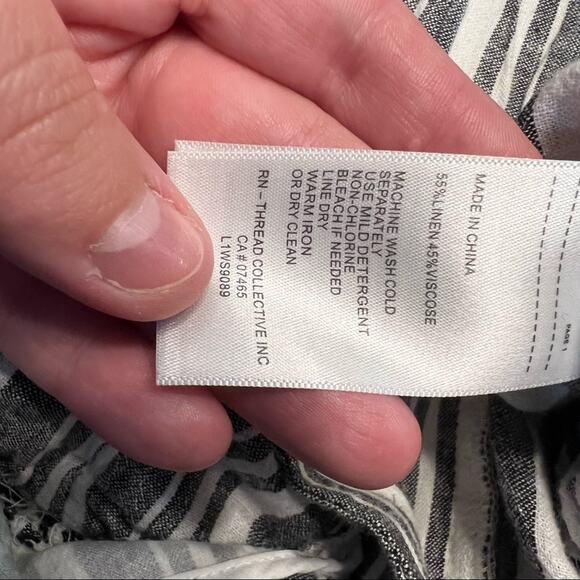 PAGE 1
MADE IN CHINA
55%LINEN 45%VISCOSE
MACHINE WASH COLD
SEPARATELY
USE MILD DETERGENT
NON-CHLORINE
BLEACH IF NEEDED
LINE DRY
WARM IRON
OR DRY CLEAN
RN – THREAD COLLECTIVE INC
CA # 07465
L1WS9089